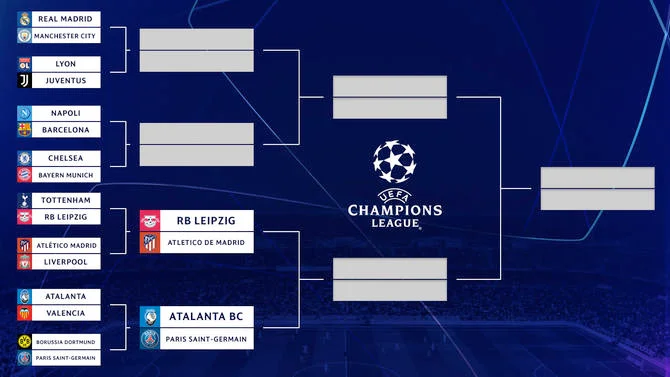 REAL MADRID
MANCHESTER CITY
LYON
JUVENTUS
NAPOLI
BARCELONA
CHELSEA
BAYERN MUNICH
TOTTENHAM
RB LEIPZIG
ATLÉTICO MADRID
LIVERPOOL
ATALANTA
VALENCIA
BORUSSIA DORTMUND
PARIS SAINT-GERMAIN
RB LEIPZIG
ATLETICO DE MADRID
ATALANTA BC
PARIS SAINT-GERMAIN
UEFA
CHAMPIONS
LEAGUE®